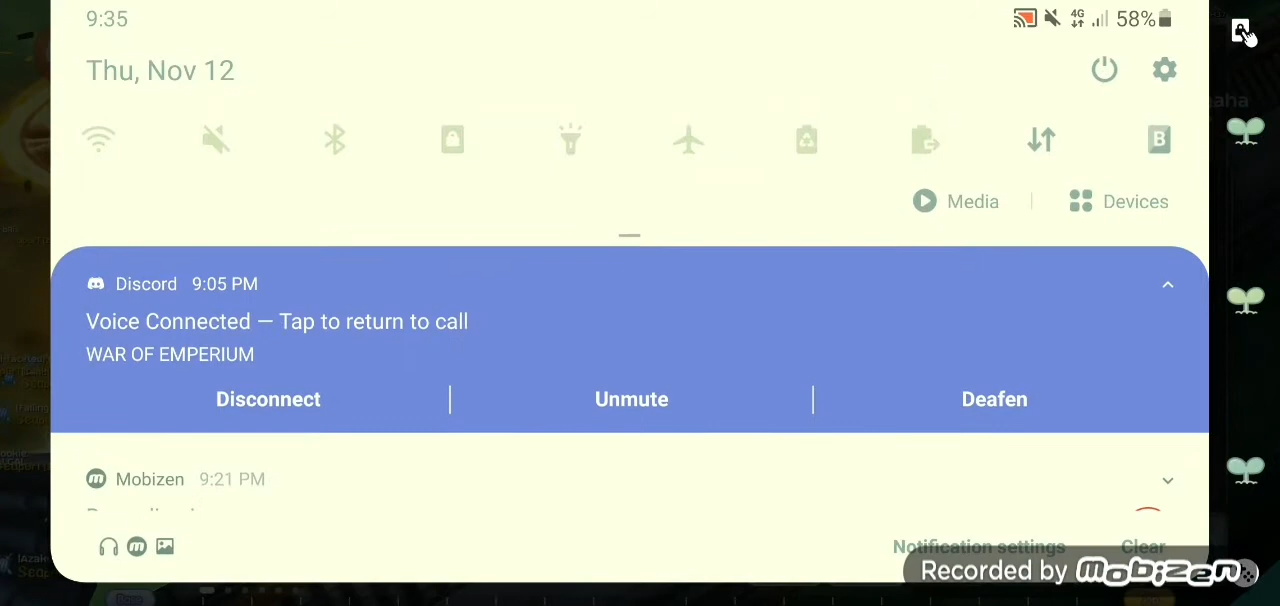 9:35
4G 58%
Thu, Nov 12
B
Media
Devices
Discord 9:05 PM
Voice Connected — Tap to return to call
WAR OF EMPERIUM
Disconnect
Unmute
Deafen
Mobizen 9:21 PM
Notification settings
Clear
Recorded by mobizen